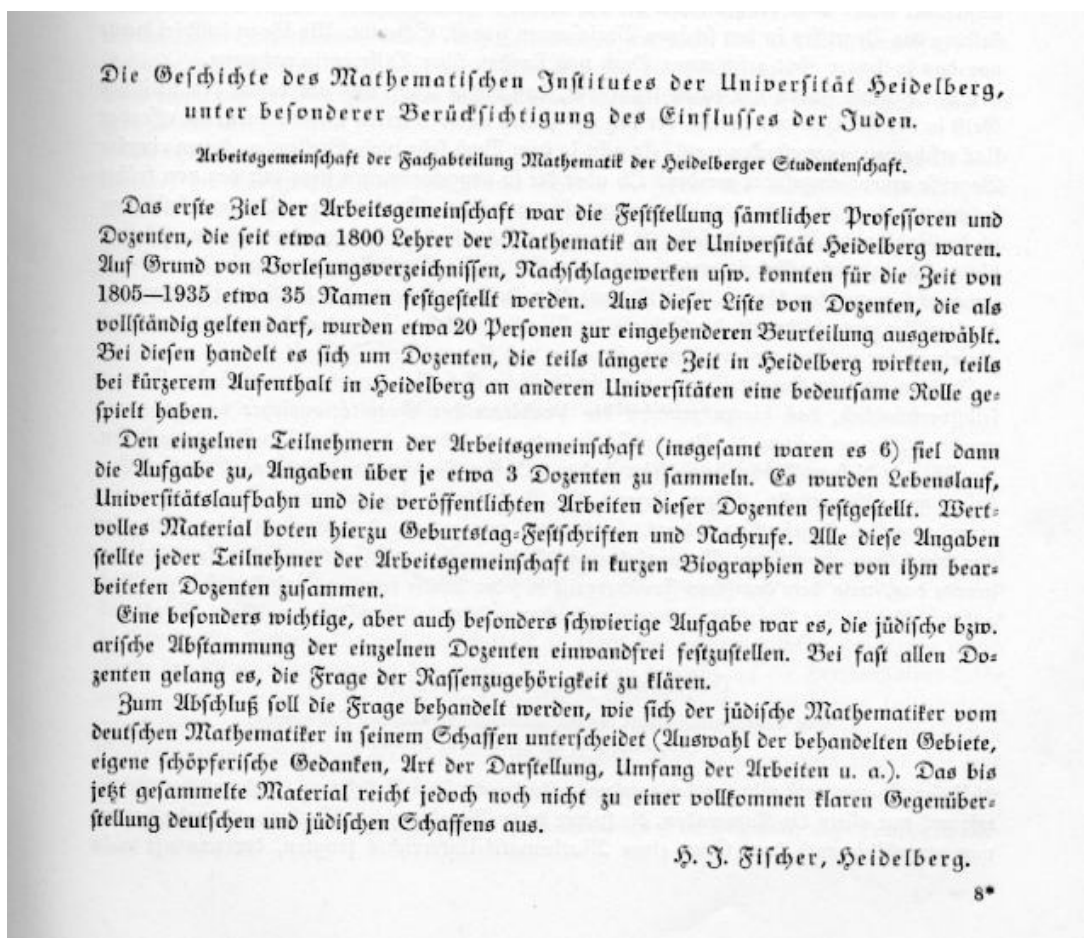 Die Geschichte des Mathematischen Institutes der Universität Heidelberg,
unter besonderer Berücksichtigung des Einflusses der Juden.
Arbeitsgemeinschaft der Fachabteilung Mathematik der Heidelberger Studentenschaft.
Das erste Ziel der Arbeitsgemeinschaft war die Feststellung sämtlicher Professoren und
Dozenten, die seit etwa 1800 Lehrer der Mathematik an der Universität Heidelberg waren.
Auf Grund von Vorlesungsverzeichnissen, Nachschlagewerken usw. konnten für die Zeit von
1805—1935 etwa 35 Namen festgestellt werden. Aus dieser Liste von Dozenten, die als
vollständig gelten darf, wurden etwa 20 Personen zur eingehenderen Beurteilung ausgewählt.
Bei diesen handelt es sich um Dozenten, die teils längere Zeit in Heidelberg wirkten, teils
bei kürzerem Aufenthalt in Heidelberg an anderen Universitäten eine bedeutsame Rolle ge-
spielt haben.
Den einzelnen Teilnehmern der Arbeitsgemeinschaft (insgesamt waren es 6) fiel dann
die Aufgabe zu, Angaben über je etwa 3 Dozenten zu sammeln. Es wurden Lebenslauf,
Universitätslaufbahn und die veröffentlichten Arbeiten dieser Dozenten festgestellt. Wert-
volles Material boten hierzu Geburtstag-Festschriften und Nachrufe. Alle diese Angaben
stellte jeder Teilnehmer der Arbeitsgemeinschaft in kurzen Biographien der von ihm bear-
beiteten Dozenten zusammen.
Eine besonders wichtige, aber auch besonders schwierige Aufgabe war es, die jüdische bzw.
arische Abstammung der einzelnen Dozenten einwandfrei festzustellen. Bei fast allen Do-
zenten gelang es, die Frage der Rassenzugehörigkeit zu klären.
Zum Abschluß soll die Frage behandelt werden, wie sich der jüdische Mathematiker vom
deutschen Mathematiker in seinem Schaffen unterscheidet (Auswahl der behandelten Gebiete,
eigene schöpferische Gedanken, Art der Darstellung, Umfang der Arbeiten u. a.). Das bis
jetzt gesammelte Material reicht jedoch noch nicht zu einer vollkommen klaren Gegenüber-
stellung deutschen und jüdischen Schaffens aus.
H. J. Fischer, Heidelberg.
8*